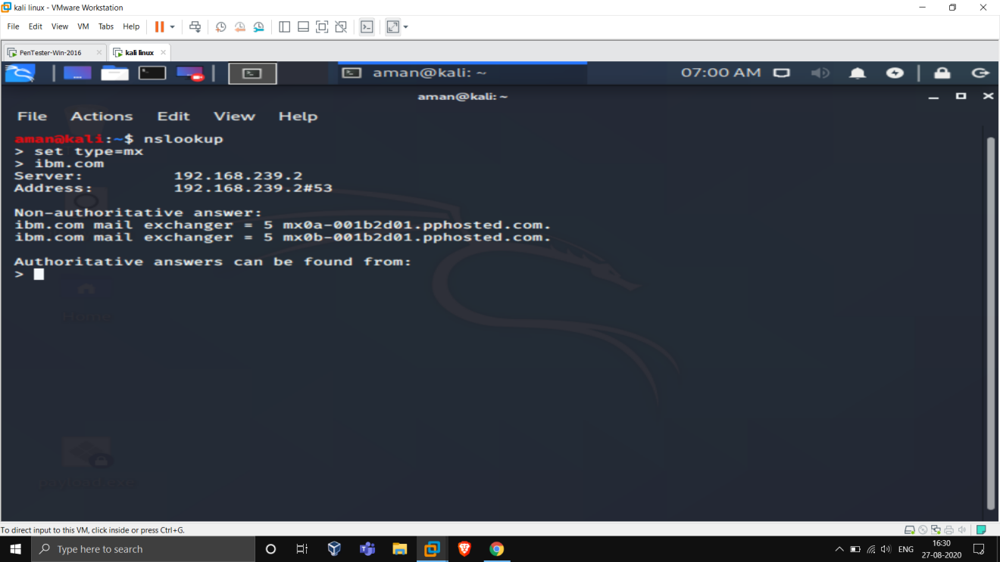 kali linux - VMware Workstation
File Edit View VM Tabs Help
PenTester-Win-2016
kali linux
aman@kali: ~
07:00 AM
aman@kali: ~
File Actions Edit View Help
aman@kali:~$ nslookup
> set type=mx
> ibm.com
Server: 192.168.239.2
Address: 192.168.239.2#53
Non-authoritative answer:
ibm.com mail exchanger = 5 mx0a-001b2d01.pphosted.com.
ibm.com mail exchanger = 5 mx0b-001b2d01.pphosted.com.
Authoritative answers can be found from:
>
Home
To direct input to this VM, click inside or press Ctrl+G.
Type here to search
ENG
16:30
27-08-2020